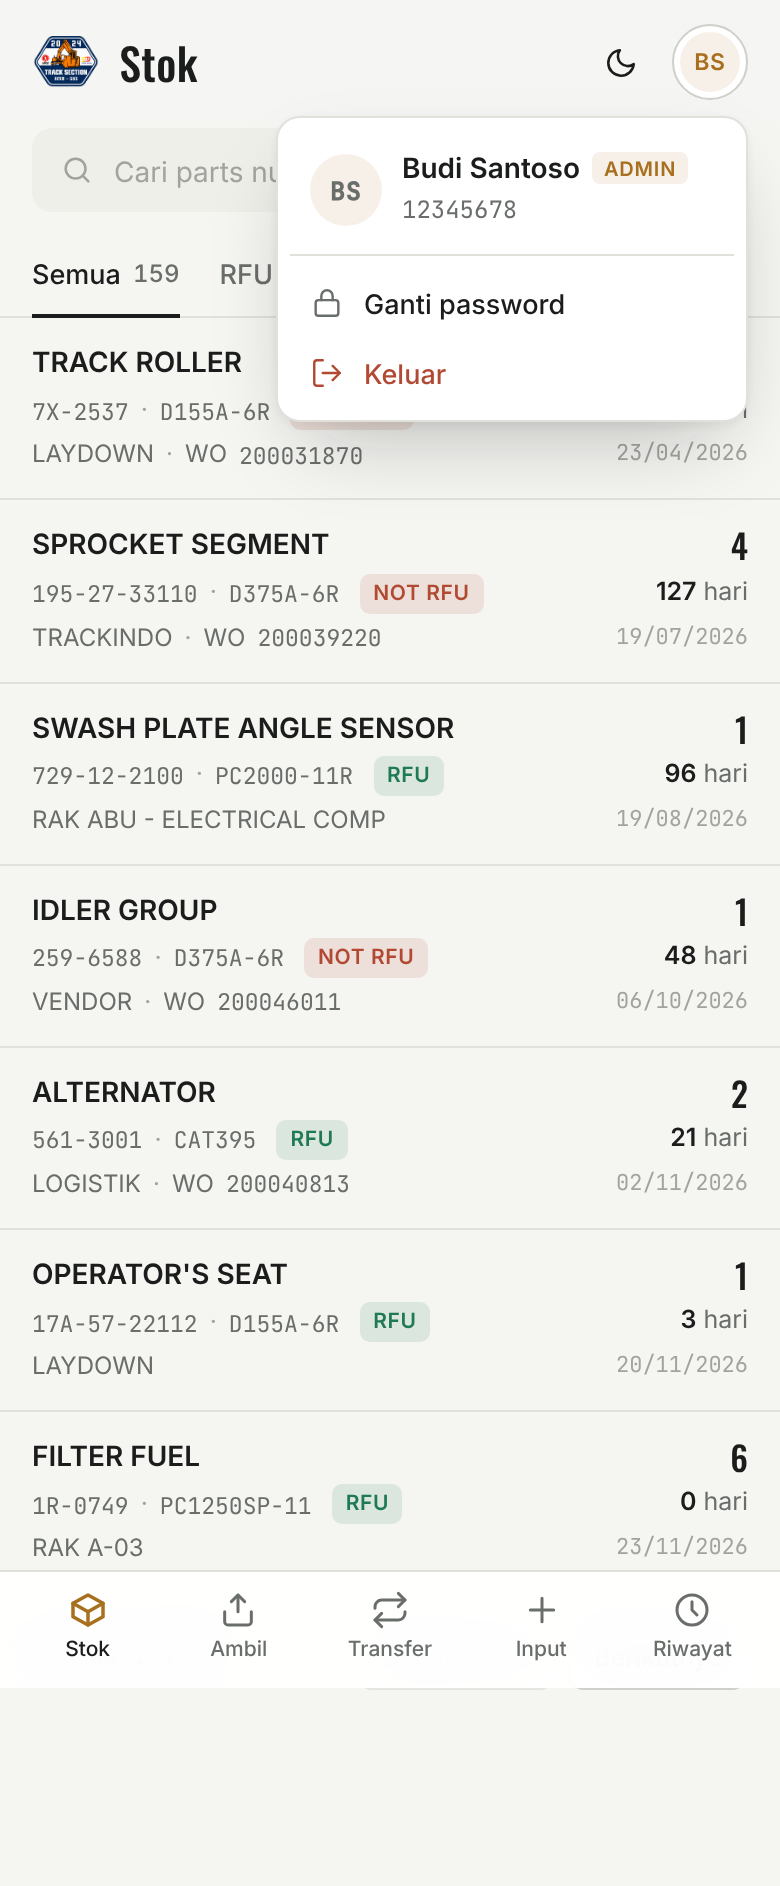 2024
TRACK SECTION
Stok
BS
Cari parts nu
BS
Budi Santoso ADMIN
12345678
Semua 159 RFU
Ganti password
Keluar
TRACK ROLLER
7X-2537 · D155A-6R
LAYDOWN · WO 200031870
23/04/2026
SPROCKET SEGMENT
4
195-27-33110 · D375A-6R NOT RFU
127 hari
TRACKINDO · WO 200039220
19/07/2026
SWASH PLATE ANGLE SENSOR
1
729-12-2100 · PC2000-11R RFU
96 hari
RAK ABU - ELECTRICAL COMP
19/08/2026
IDLER GROUP
1
259-6588 · D375A-6R NOT RFU
48 hari
VENDOR · WO 200046011
06/10/2026
ALTERNATOR
2
561-3001 · CAT395 RFU
21 hari
LOGISTIK · WO 200040813
02/11/2026
OPERATOR'S SEAT
1
17A-57-22112 · D155A-6R RFU
3 hari
LAYDOWN
20/11/2026
FILTER FUEL
6
1R-0749 · PC1250SP-11 RFU
0 hari
RAK A-03
23/11/2026
Stok
Ambil
Transfer
Input
Riwayat